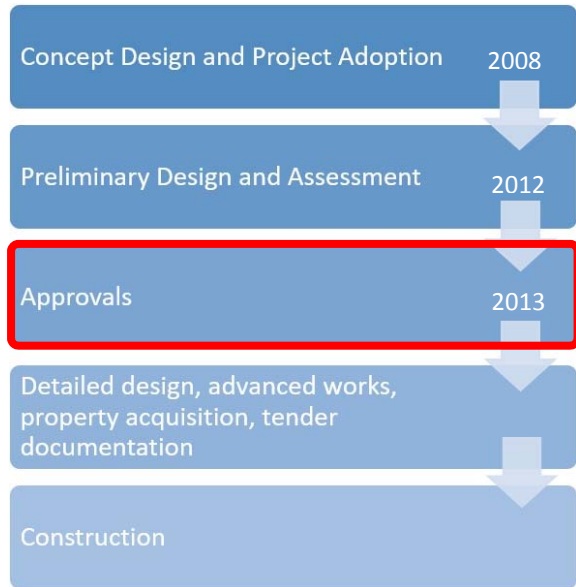 Concept Design and Project Adoption 2008
Preliminary Design and Assessment 2012
Approvals 2013
Detailed design, advanced works,
property acquisition, tender
documentation
Construction